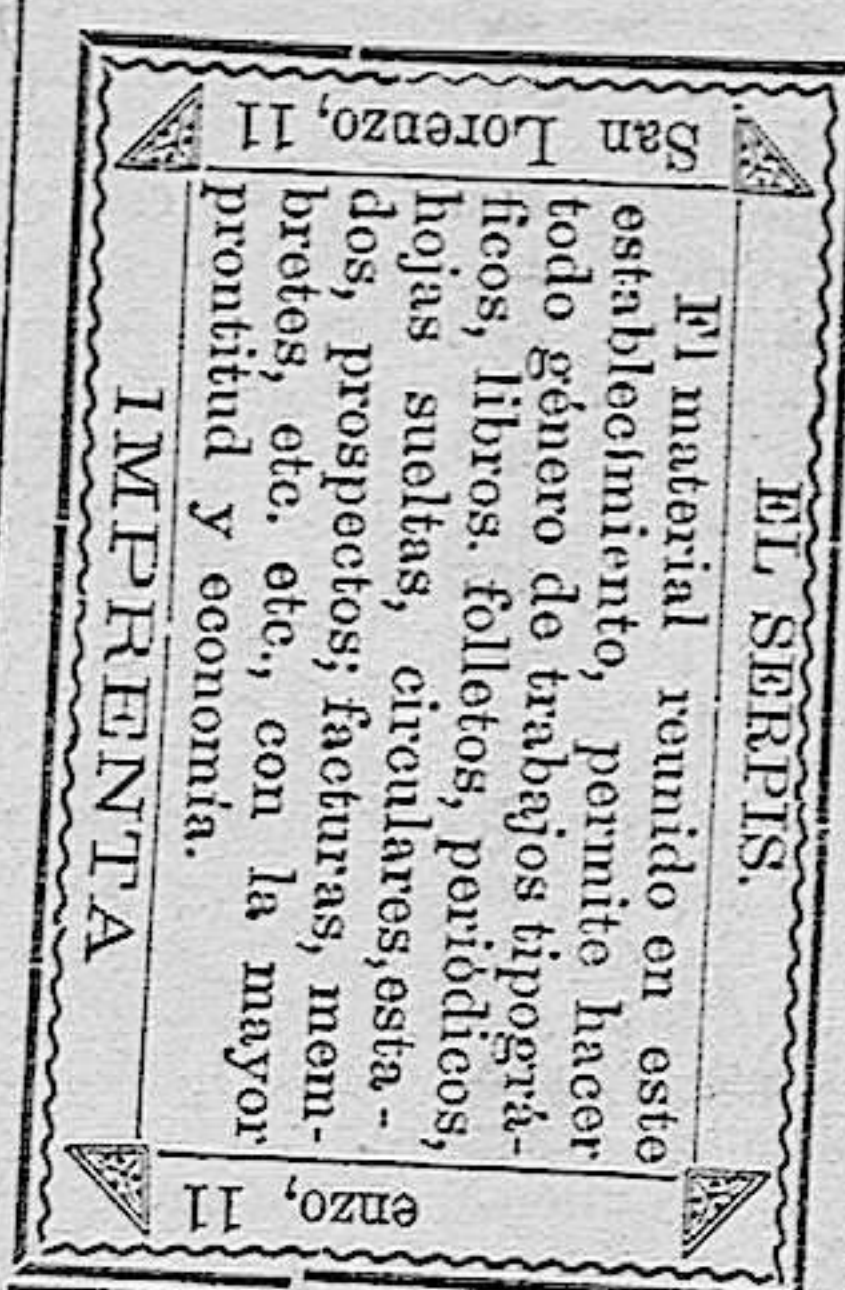 EL SERPIS.
San Lorenzo, 11
El material reunido en este
establecimiento, permite hacer
todo género de trabajos tipográ-
ficos, libros. folletos, periódicos,
hojas sueltas, circulares, esta-
dos, prospectos; facturas, mem-
bretes, etc. etc., con la mayor
prontitud y economía.
enzo, 11
IMPRENTA